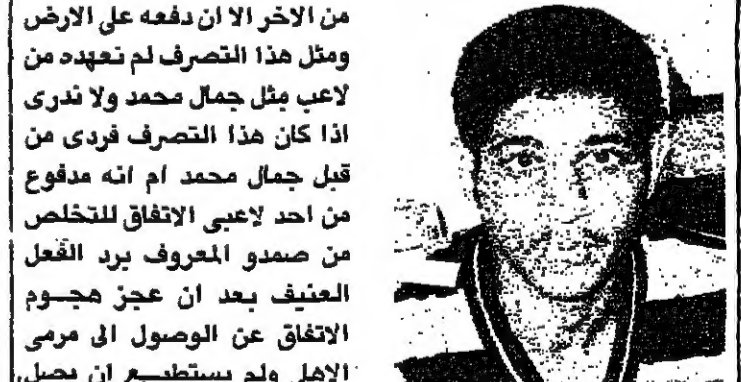 من الاخر الا ان دفعه على الارض
ومثل هذا التصرف لم نعهده من
لاعب مثل جمال محمد ولا ندرى
اذا كان هذا التصرف فردى من
قبل جمال محمد ام انه مدفوع
من احد لاعبى الاتفاق للتخلص
من صمدو المعروف برد الفعل
العنيف بعد ان عجز هجوم
الاتفاق عن الوصول الى مرمى
الاهلى ولم يستطيع ان يصل